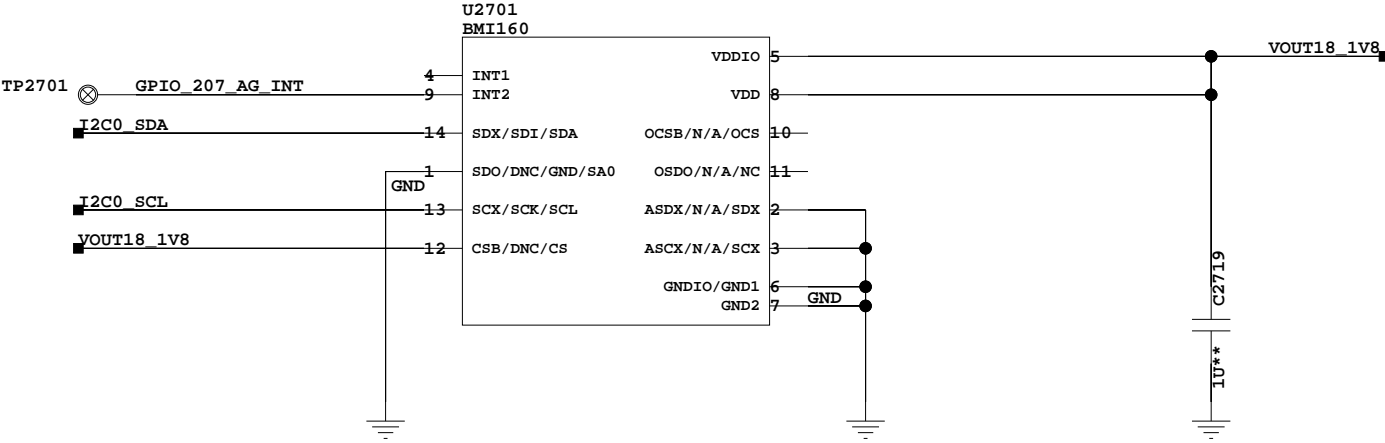 U2701
BMI160
VDDIO 5 VOUT18_1V8
4 INT1
TP2701 GPIO_207_AG_INT 9 INT2 VDD 8
I2C0_SDA 14 SDX/SDI/SDA OCSB/N/A/OCS 10
1 SDO/DNC/GND/SA0 OSDO/N/A/NC 11
GND
I2C0_SCL 13 SCX/SCK/SCL ASDX/N/A/SDX 2
VOUT18_1V8 12 CSB/DNC/CS ASCX/N/A/SCX 3
GNDIO/GND1 6
GND2 7 GND
C2719
1U**